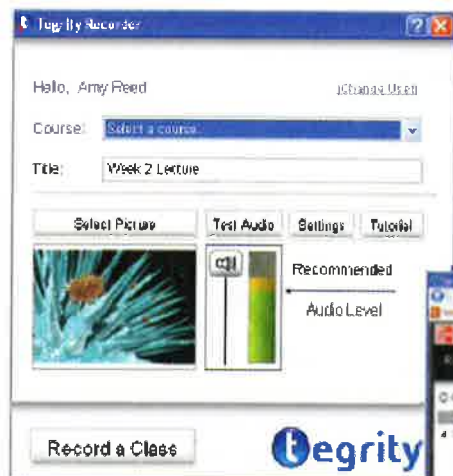 Tegrity Recorder
Hello, Amy Reed (Change User)
Course: Select a course.
Title: Week 2 Lecture
Select Picture Test Audio Settings Tutorial
Recommended
Audio Level
Record a Class tegrity